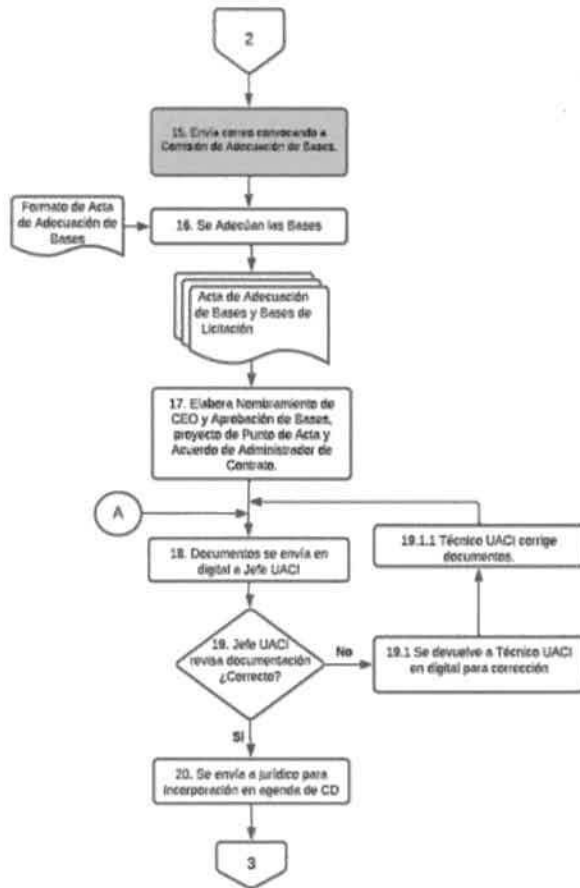 2
15. Envía correo convocando a
Comisión de Adecuación de Bases.
Formato de Acta
de Adecuación de
Bases
16. Se Adecúan las Bases
Acta de Adecuación
de Bases y Bases de
Licitación
17. Elabora Nombramiento de
CEO y Aprobación de Bases,
proyecto de Punto de Acta y
Acuerdo de Administrador de
Contrato.
A
18. Documentos se envía en
digital a Jefe UACI
19.1.1 Técnico UACI corrige
documentos.
19. Jefe UACI
revisa documentación
¿Correcto?
No
19.1 Se devuelve a Técnico UACI
en digital para corrección
Si
20. Se envía a jurídico para
incorporación en agenda de CD
3